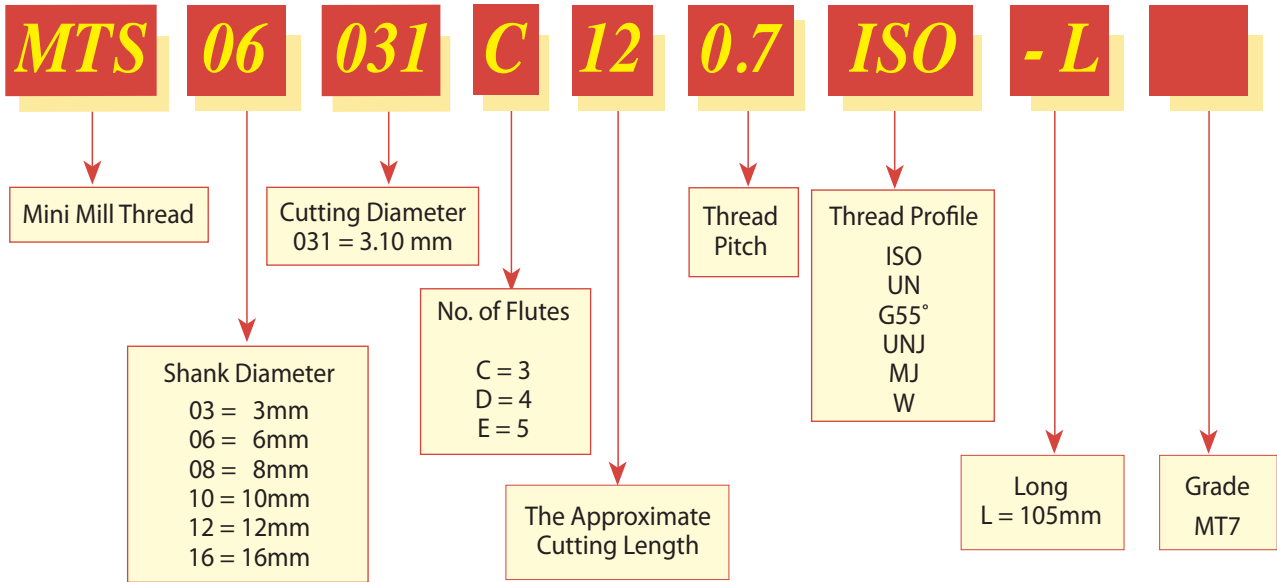 MTS 06 031 C 12 0.7 ISO - L
Mini Mill Thread
Shank Diameter
03 = 3mm
06 = 6mm
08 = 8mm
10 = 10mm
12 = 12mm
16 = 16mm
Cutting Diameter
031 = 3.10 mm
No. of Flutes
C = 3
D = 4
E = 5
The Approximate
Cutting Length
Thread
Pitch
Thread Profile
ISO
UN
G55°
UNJ
MJ
W
Long
L = 105mm
Grade
MT7